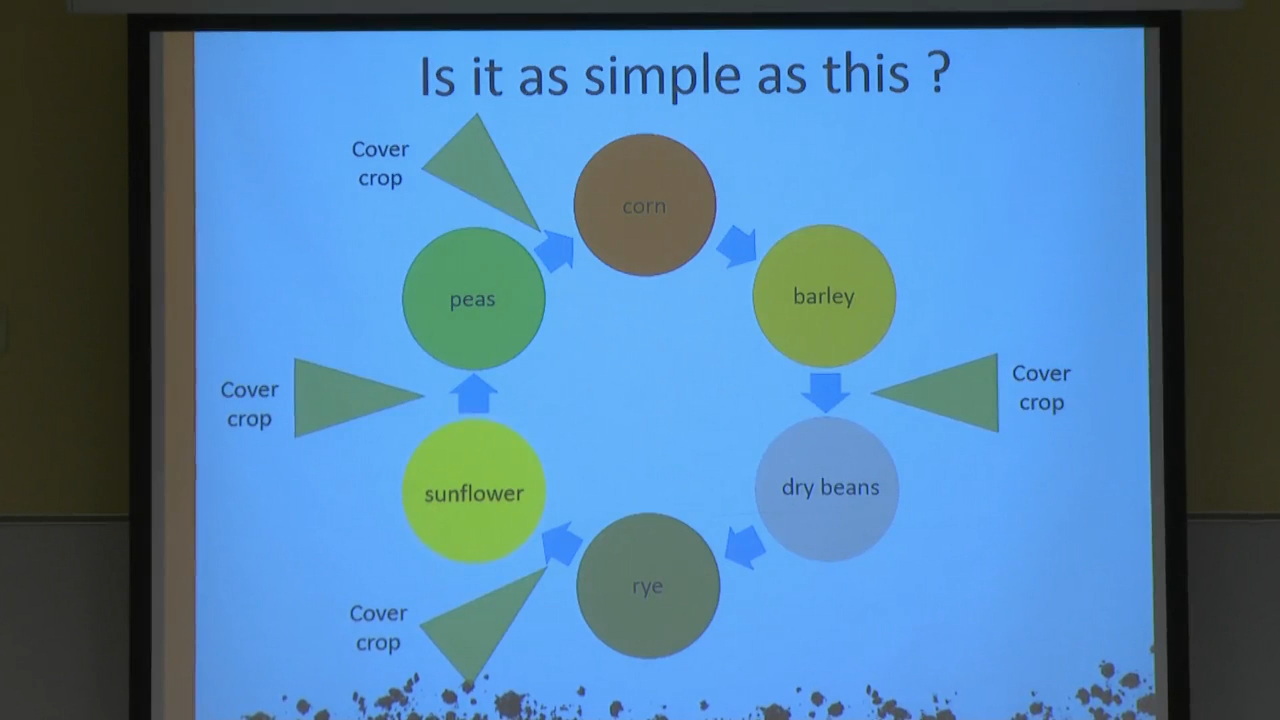 Is it as simple as this ?
Cover
crop
corn
peas
barley
Cover
crop
Cover
crop
sunflower
dry beans
rye
Cover
crop